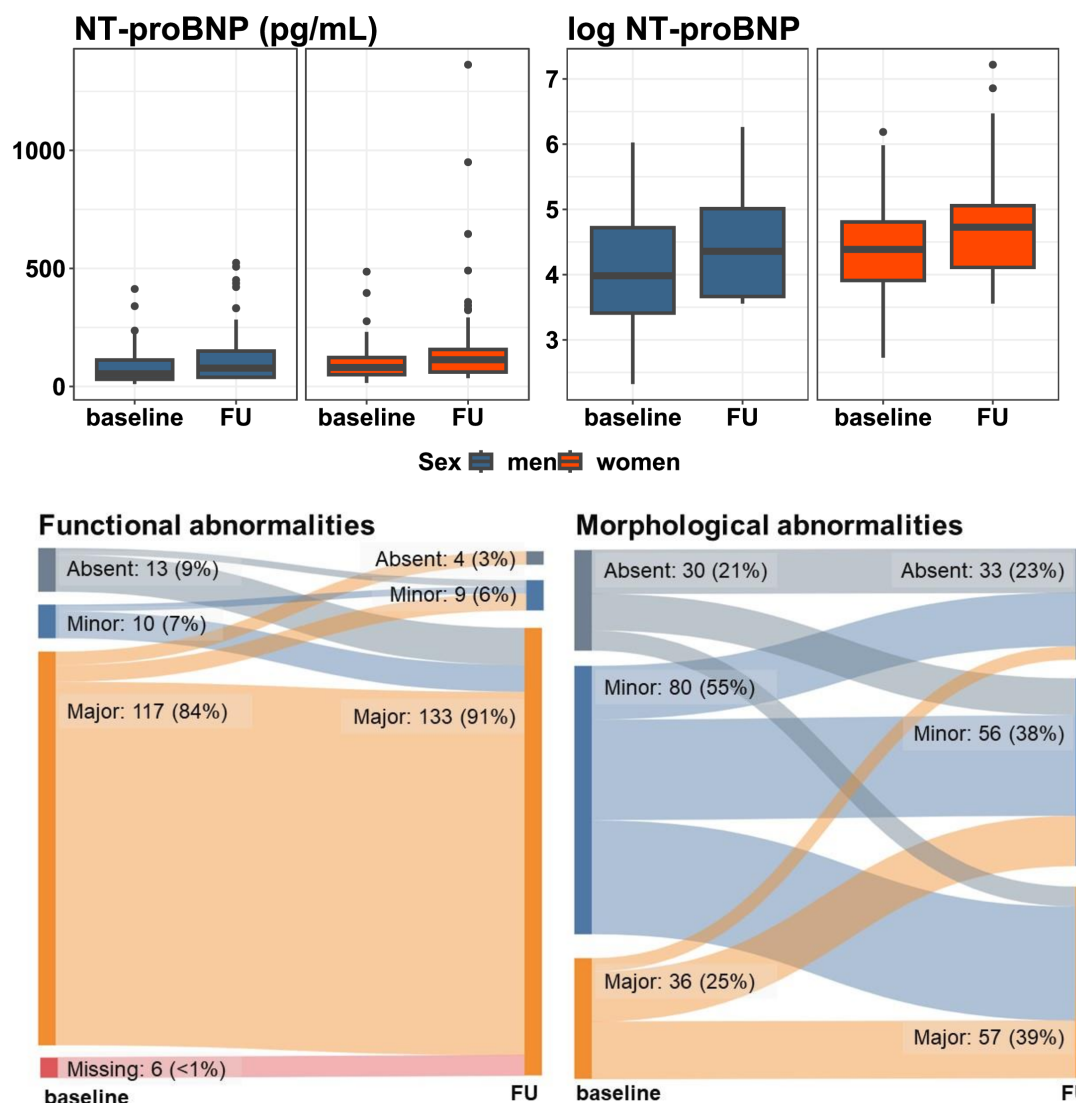 NT-proBNP (pg/mL)
log NT-proBNP
1000
500
0
7
6
5
4
3
baseline FU baseline FU
baseline FU baseline FU
Sex men women
Functional abnormalities
Absent: 13 (9%)
Absent: 4 (3%)
Minor: 9 (6%)
Minor: 10 (7%)
Major: 117 (84%)
Major: 133 (91%)
Missing: 6 (<1%)
baseline
FU
Morphological abnormalities
Absent: 30 (21%)
Absent: 33 (23%)
Minor: 80 (55%)
Minor: 56 (38%)
Major: 36 (25%)
Major: 57 (39%)
baseline